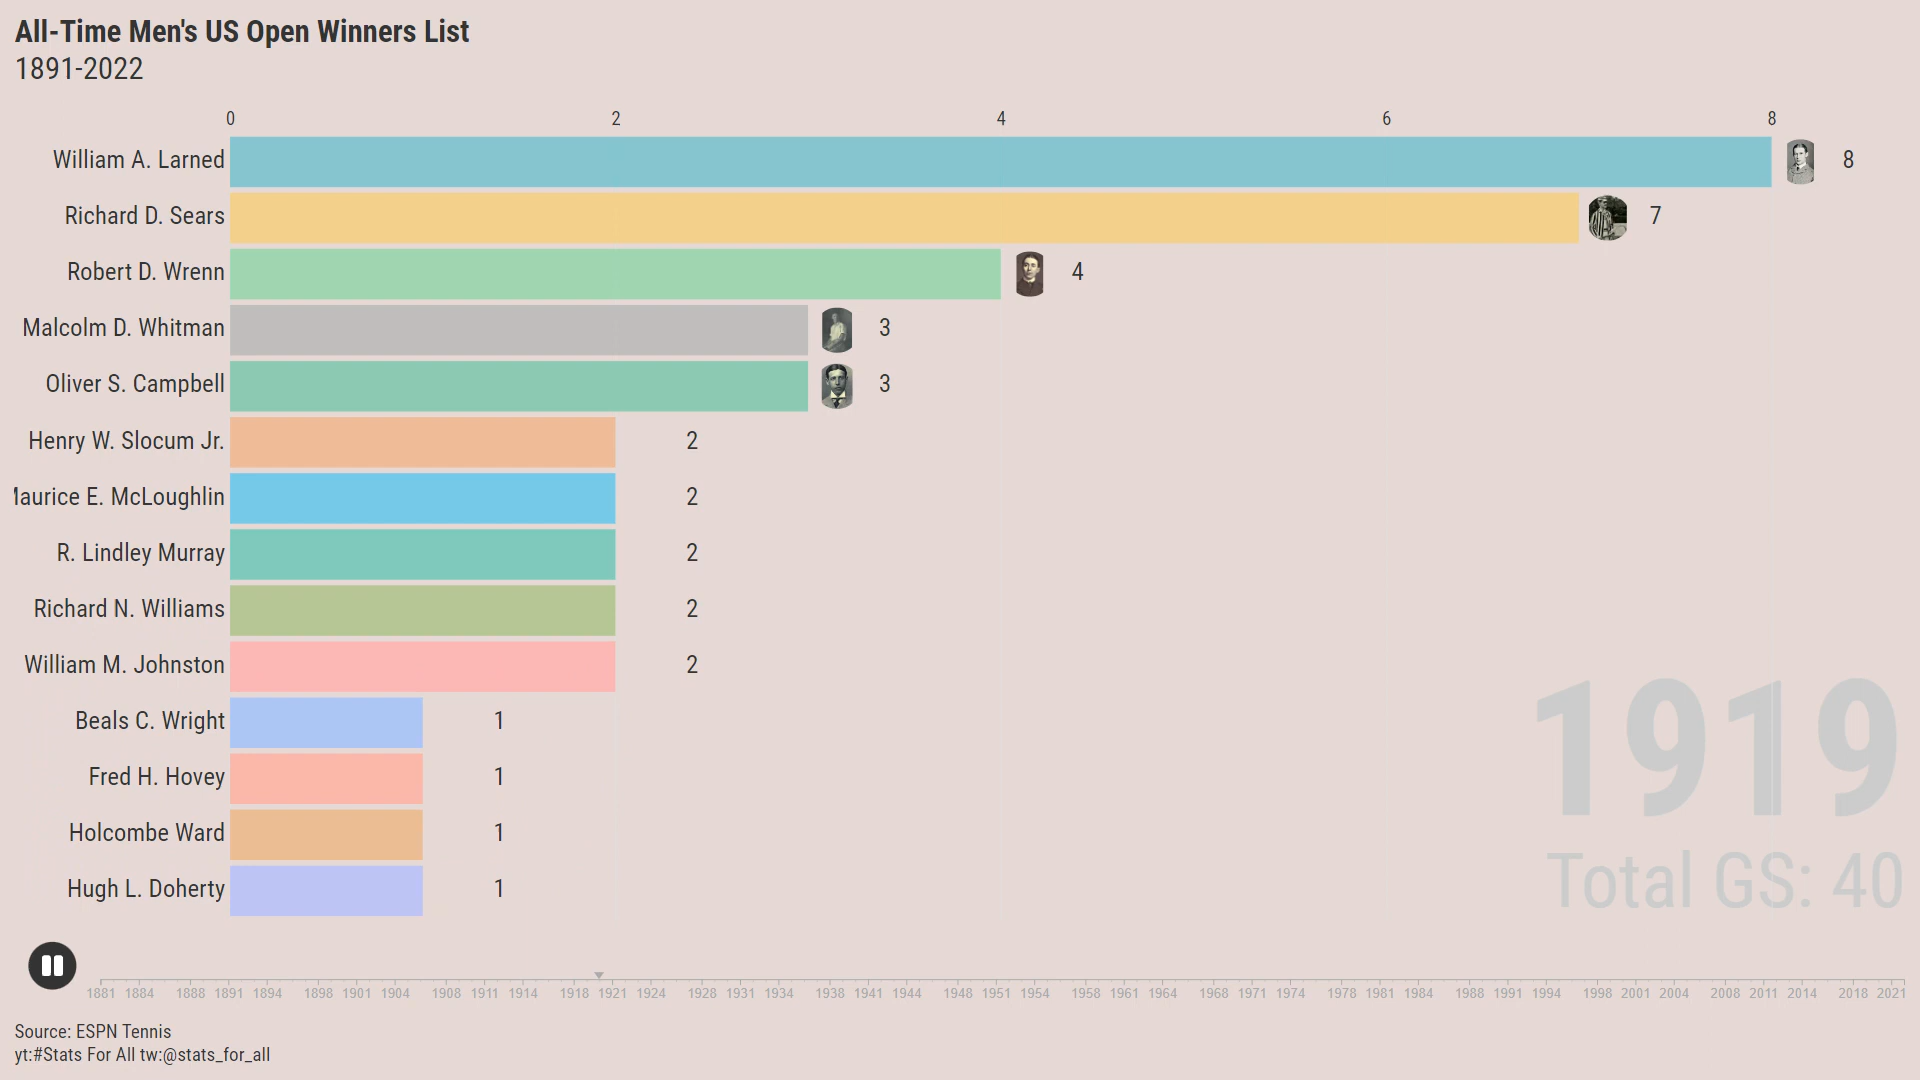 All-Time Men's US Open Winners List
1891-2022
0 2 4 6 8
William A. Larned 8
Richard D. Sears 7
Robert D. Wrenn 4
Malcolm D. Whitman 3
Oliver S. Campbell 3
Henry W. Slocum Jr. 2
aurice E. McLoughlin 2
R. Lindley Murray 2
Richard N. Williams 2
William M. Johnston 2
Beals C. Wright 1
Fred H. Hovey 1
Holcombe Ward 1
Hugh L. Doherty 1
1919
Total GS: 40
1881 1884 1888 1891 1894 1898 1901 1904 1908 1911 1914 1918 1921 1924 1928 1931 1934 1938 1941 1944 1948 1951 1954 1958 1961 1964 1968 1971 1974 1978 1981 1984 1988 1991 1994 1998 2001 2004 2008 2011 2014 2018 2021
Source: ESPN Tennis
yt:#Stats For All tw:@stats_for_all